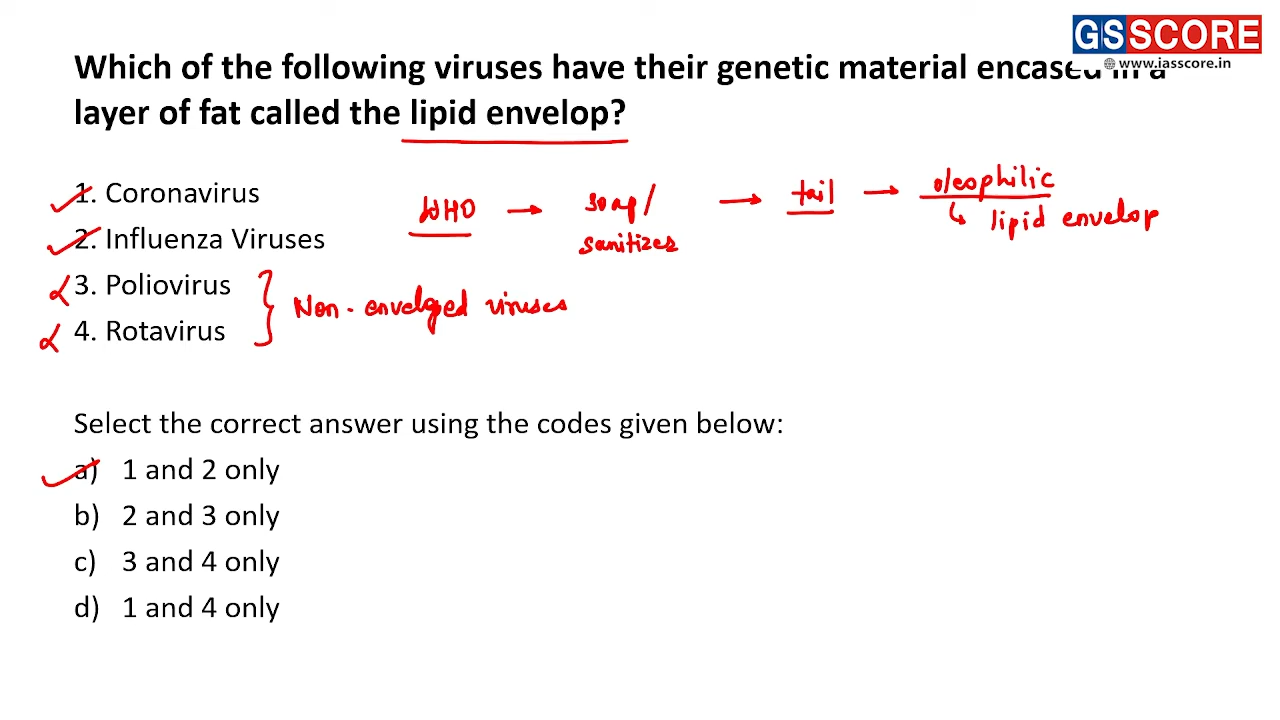 GSSCORE
www.iasscore.in
Which of the following viruses have their genetic material encased in a
layer of fat called the lipid envelop?
1. Coronavirus
2. Influenza Viruses
3. Poliovirus
4. Rotavirus
WHO → soap/ → tail → oleophilic
sanitizes
lipid envelop
Non-enveloped viruses
Select the correct answer using the codes given below:
a) 1 and 2 only
b) 2 and 3 only
c) 3 and 4 only
d) 1 and 4 only